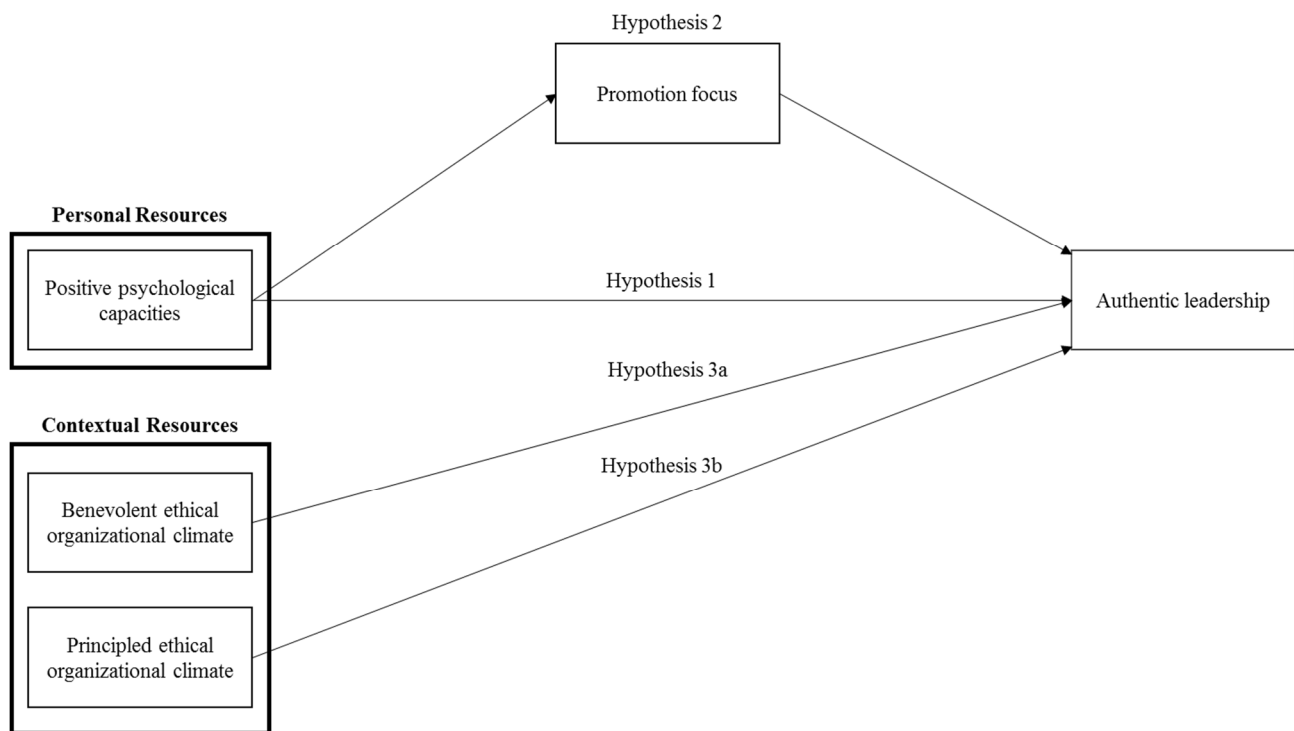 Hypothesis 2
Promotion focus
Personal Resources
Positive psychological
capacities
Hypothesis 1
Authentic leadership
Hypothesis 3a
Contextual Resources
Hypothesis 3b
Benevolent ethical
organizational climate
Principled ethical
organizational climate